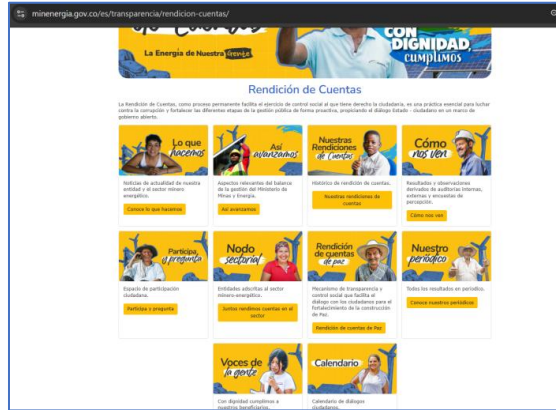 minenergia.gov.co/es/transparencia/rendicion-cuentas/
de Cuentas
La Energía de Nuestra Gente
CON
DIGNIDAD,
CUMPLIMOS
Rendición de Cuentas
La Rendición de Cuentas, como proceso permanente facilita el ejercicio de control social al que tiene derecho la ciudadanía, es una práctica esencial para luchar
contra la corrupción y fortalecer las diferentes etapas de la gestión pública de forma proactiva, propiciando el diálogo Estado - ciudadano en un marco de
gobierno abierto.
Lo que
hacemos
Noticias de actualidad de nuestra
entidad y el sector minero
energético.
Conoce lo que hacemos
Así
avanzamos
Aspectos relevantes del balance
de la gestión del Ministerio de
Minas y Energía.
Así avanzamos
Nuestras
Rendiciones
de Cuentas
Histórico de rendición de cuentas.
Nuestras rendiciones de
cuentas
Cómo
nos ven
Resultados y observaciones
derivados de auditorías internas,
externas y encuestas de
percepción.
Cómo nos ven
Participa
y pregunta
Espacio de participación
ciudadana.
Participa y pregunta
Nodo
sectorial
Entidades adscritas al sector
minero-energético.
Juntos rendimos cuentas en el
sector
Rendición
de cuentas
de paz
Mecanismo de transparencia y
control social que facilita el
diálogo con los ciudadanos para el
fortalecimiento de la construcción
de Paz.
Rendición de cuentas de Paz
Nuestro
periódico
Todos los resultados en periodico.
Conoce nuestros periódicos
Voces de
la gente
Con dignidad cumplimos a
nuestros beneficiarios.
Calendario
Calendario de diálogos
ciudadanos.